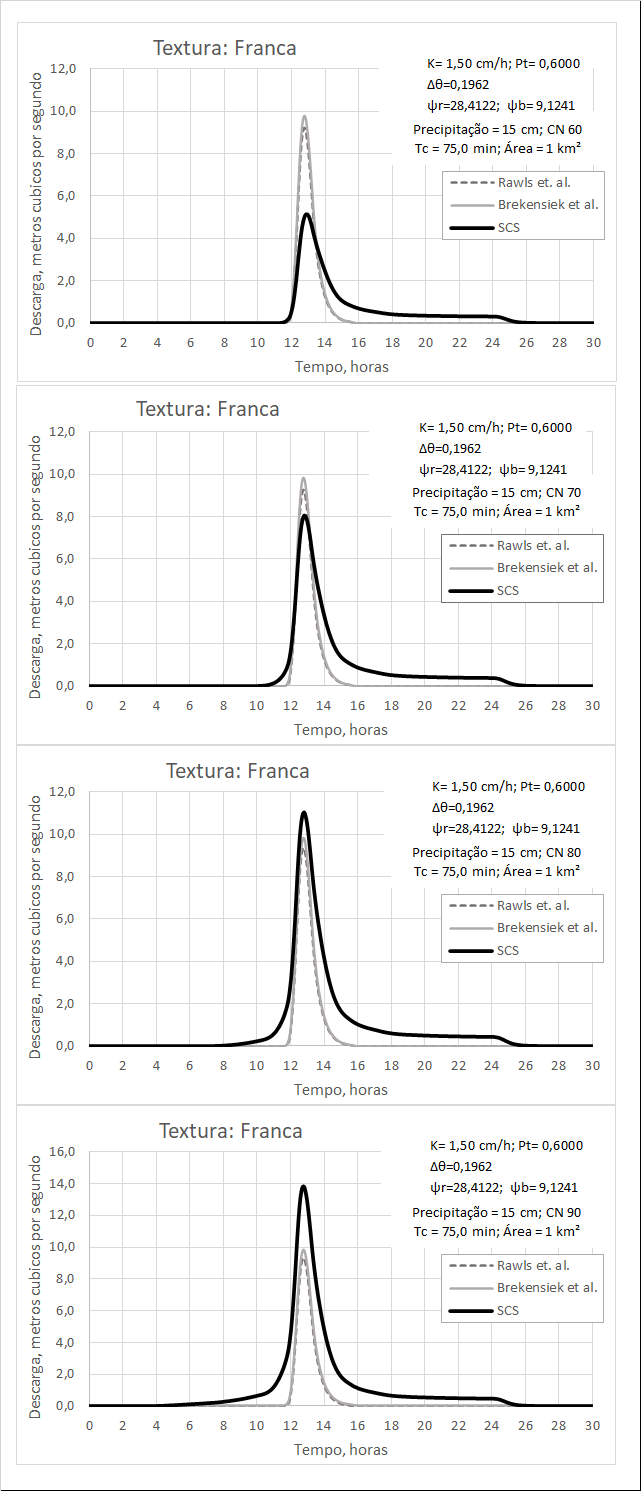 Textura: Franca
K= 1,50 cm/h; Pt= 0,6000
Δθ=0,1962
ψr=28,4122; ψb= 9,1241
Precipitação = 15 cm; CN 60
Tc = 75,0 min; Área = 1 km²
Rawls et. al.
Brekensiek et al.
SCS
Descarga, metros cubicos por segundo
12,0
10,0
8,0
6,0
4,0
2,0
0,0
0 2 4 6 8 10 12 14 16 18 20 22 24 26 28 30
Tempo, horas
Textura: Franca
K= 1,50 cm/h; Pt= 0,6000
Δθ=0,1962
ψr=28,4122; ψb= 9,1241
Precipitação = 15 cm; CN 70
Tc = 75,0 min; Área = 1 km²
Rawls et. al.
Brekensiek et al.
SCS
Descarga, metros cubicos por segundo
12,0
10,0
8,0
6,0
4,0
2,0
0,0
0 2 4 6 8 10 12 14 16 18 20 22 24 26 28 30
Tempo, horas
Textura: Franca
K= 1,50 cm/h; Pt= 0,6000
Δθ=0,1962
ψr=28,4122; ψb= 9,1241
Precipitação = 15 cm; CN 80
Tc = 75,0 min; Área = 1 km²
Rawls et. al.
Brekensiek et al.
SCS
Descarga, metros cubicos por segundo
12,0
10,0
8,0
6,0
4,0
2,0
0,0
0 2 4 6 8 10 12 14 16 18 20 22 24 26 28 30
Tempo, horas
Textura: Franca
K= 1,50 cm/h; Pt= 0,6000
Δθ=0,1962
ψr=28,4122; ψb= 9,1241
Precipitação = 15 cm; CN 90
Tc = 75,0 min; Área = 1 km²
Rawls et. al.
Brekensiek et al.
SCS
Descarga, metros cubicos por segundo
16,0
14,0
12,0
10,0
8,0
6,0
4,0
2,0
0,0
0 2 4 6 8 10 12 14 16 18 20 22 24 26 28 30
Tempo, horas